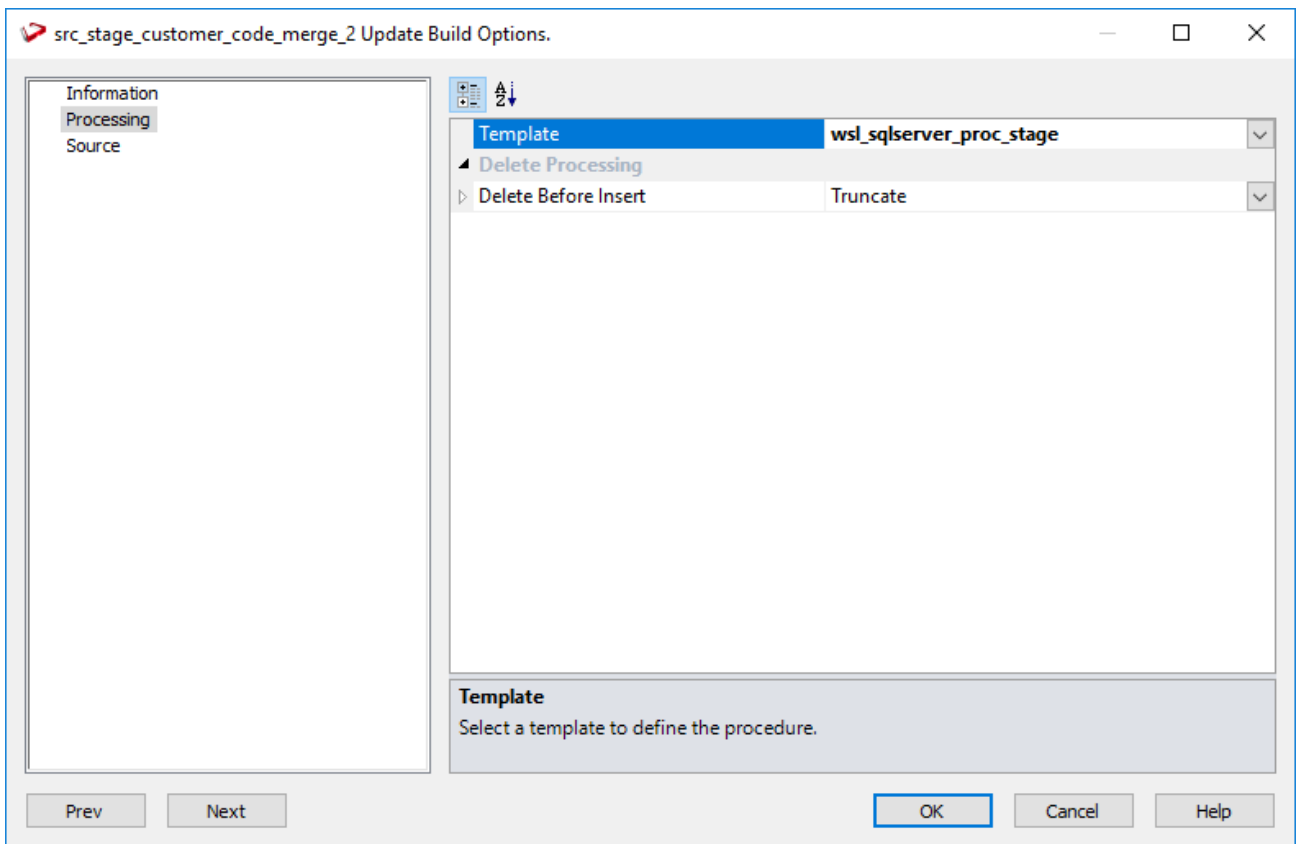 src_stage_customer_code_merge_2 Update Build Options.
Information
Processing
Source
Template wsl_sqlserver_proc_stage
Delete Processing
Delete Before Insert Truncate
Template
Select a template to define the procedure.
Prev Next OK Cancel Help